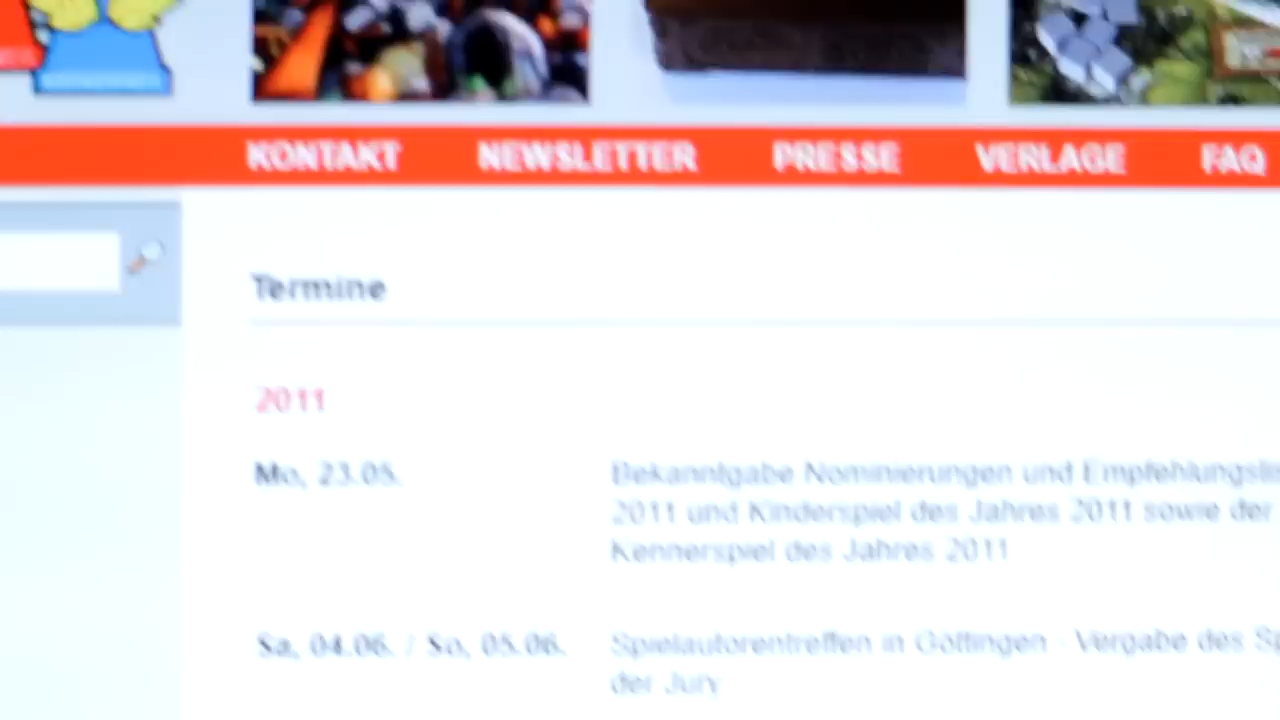 KONTAKT NEWSLETTER PRESSE VERLAGE FAQ
Termine
2011
Mo, 23.05. Bekanntgabe Nominierungen und
2011 und Kinderspiel des Jahres 2011 sowie der
Kennerspiel des Jahres 2011
Sa, 04.06. / So, 05.06. Spielautorentreffen in Göttingen - Vergabe des
der Jury